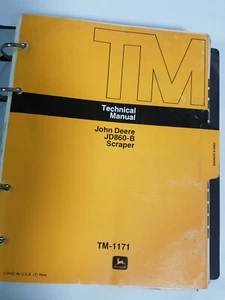 TM
Technical
Manual
John Deere
JD860-B
Scraper
TM-1171